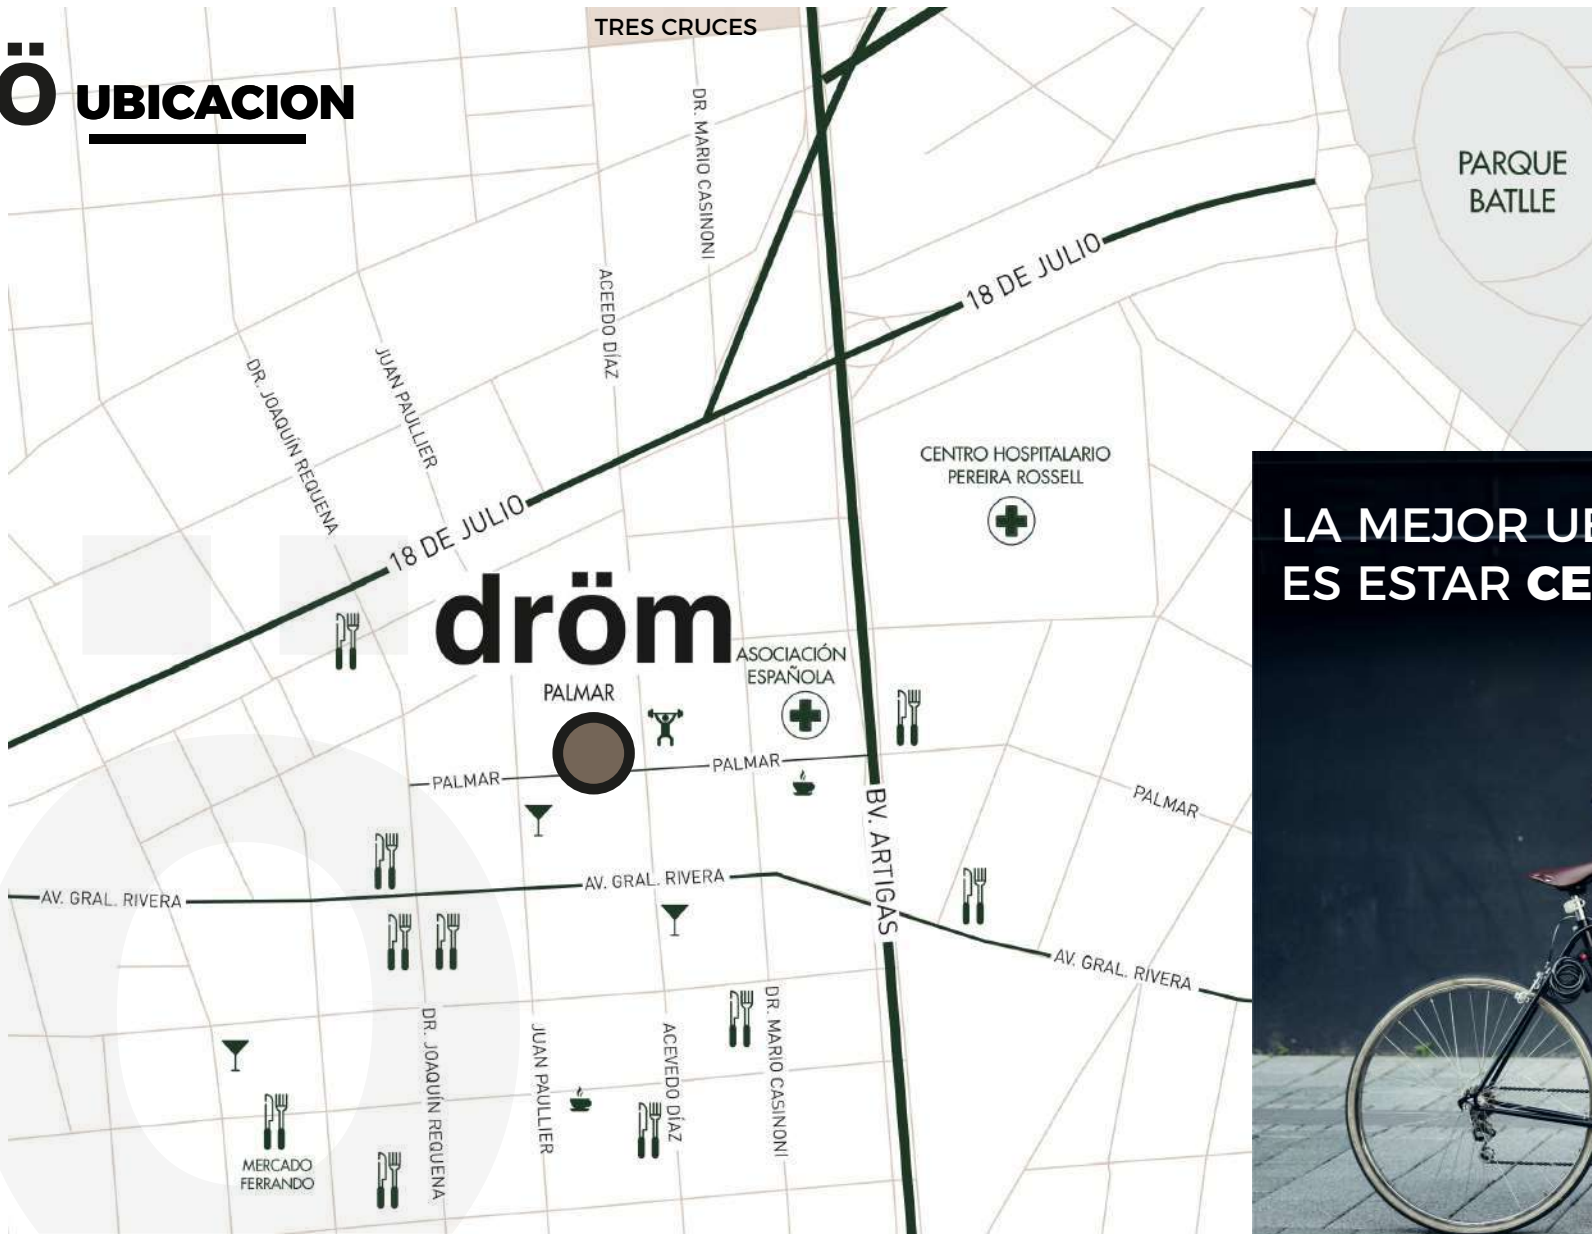 TRES CRUCES
Ö UBICACION
DR. MARIO CASINONI
PARQUE
BATLLE
18 DE JULIO
ACEEDO DÍAZ
JUAN PAULLIER
DR. JOAQUÍN REQUENA
CENTRO HOSPITALARIO
PEREIRA ROSSELL
18 DE JULIO
LA MEJOR
ES ESTAR
dröm
ASOCIACIÓN
ESPAÑOLA
PALMAR
PALMAR
PALMAR
PALMAR
BV. ARTIGAS
AV. GRAL. RIVERA
AV. GRAL. RIVERA
AV. GRAL. RIVERA
DR. JOAQUÍN REQUENA
JUAN PAULLIER
ACEVEDO DÍAZ
DR. MARIO CASINONI
MERCADO
FERRANDO